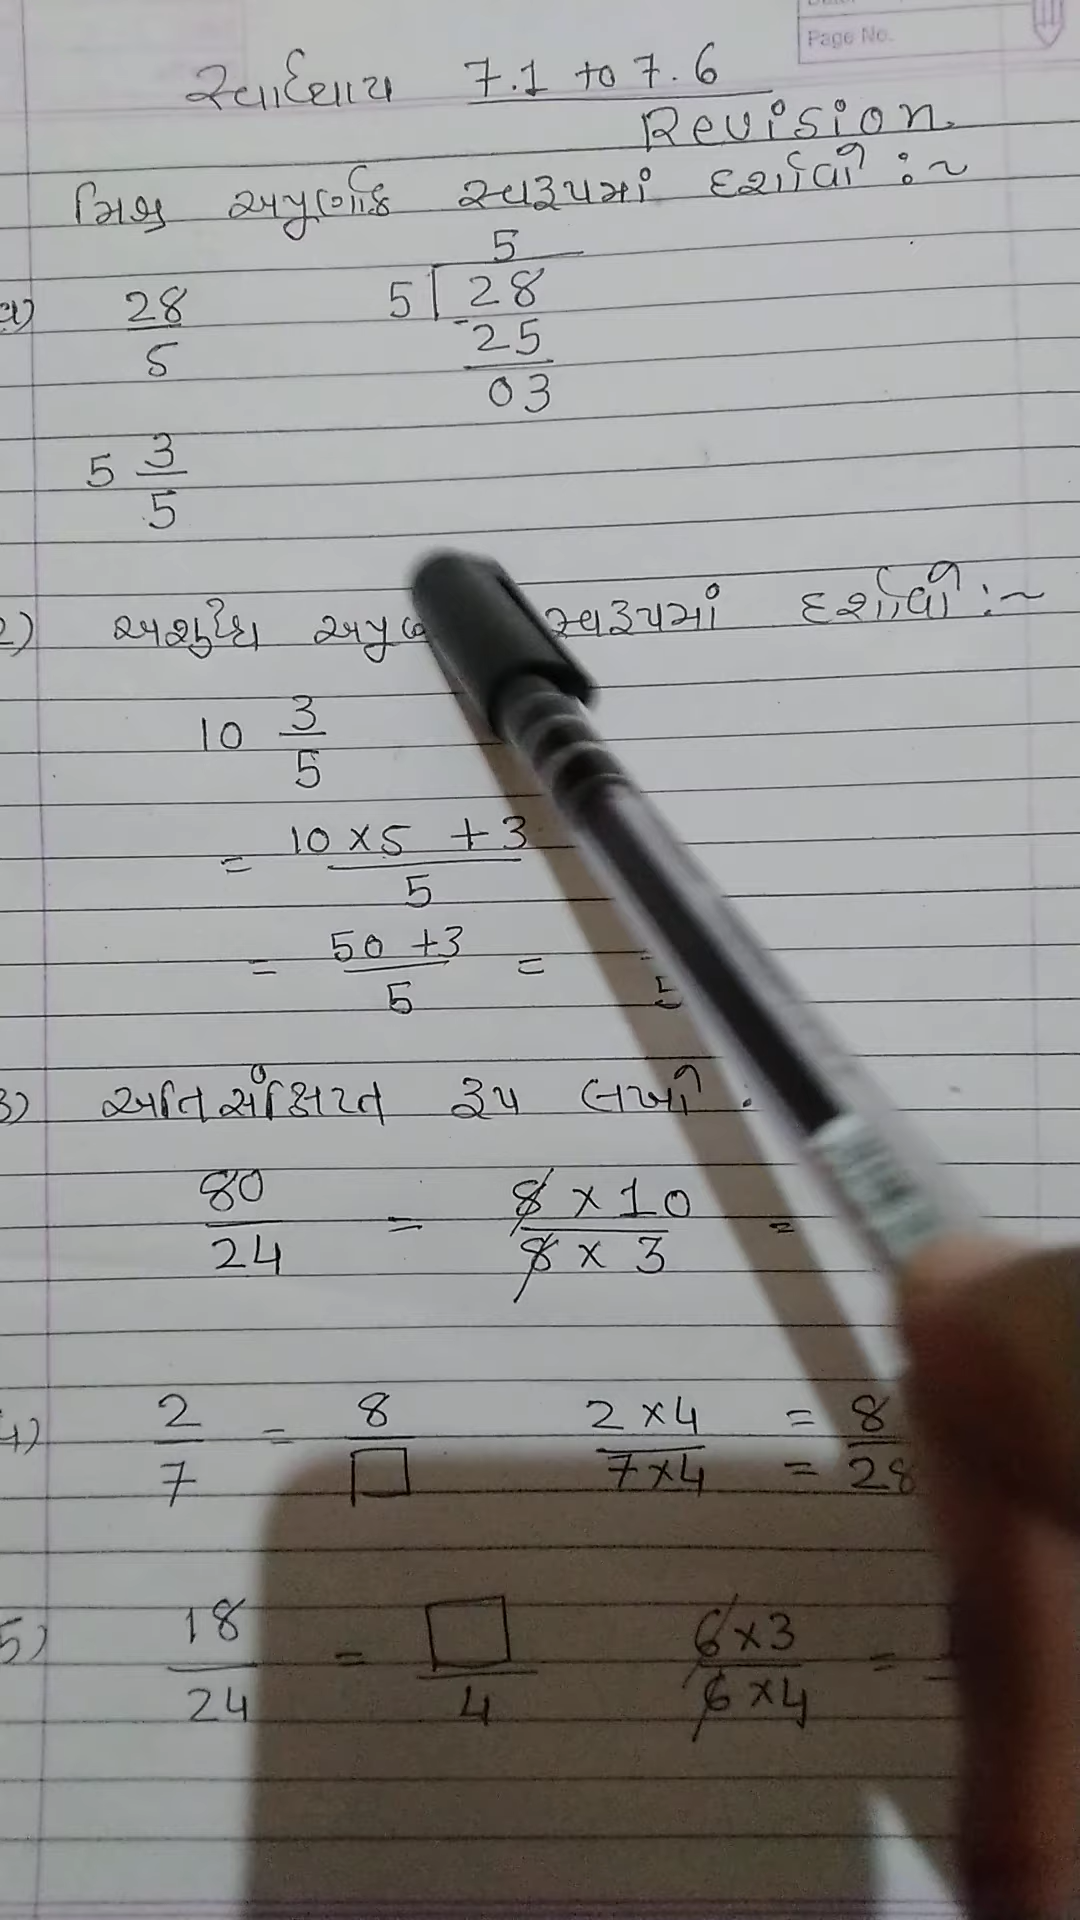 Page No.
સ્વાધ્યાય 7.1 to 7.6
Revision
મિશ્ર અપૂર્ણાંક સ્વરૂપમાં દર્શાવો :~
28/5 5 28
5
-25
03
5 3/5
2) અશુદ્ધ સ્વરૂપમાં દર્શાવો :~
10 3/5
= 10 x 5 + 3 / 5
= 50 + 3 / 5 = 5
3) અતિ સંક્ષિપ્ત રૂપ લખો :
80/24 = 8 x 10 / 8 x 3 =
4) 2/7 = 8/□ 2 x 4 / 7 x 4 = 8 / = 28
5) 18/24 = □/4 6 x 3 / 6 x 4 =